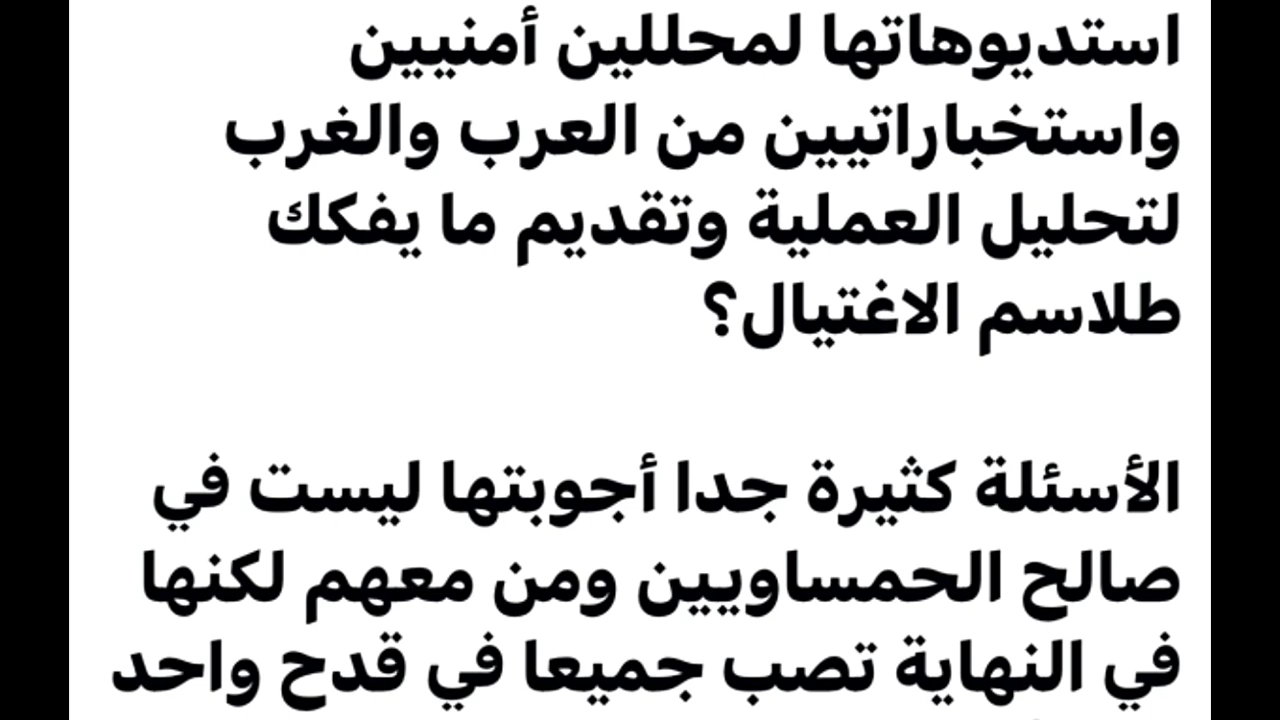 استديوهاتها لمحللين أمنيين
واستخباراتيين من العرب والغرب
لتحليل العملية وتقديم ما يفكك
طلاسم الاغتيال؟
الأسئلة كثيرة جدا أجوبتها ليست في
صالح الحمساويين ومن معهم لكنها
في النهاية تصب جميعا في قدح واحد